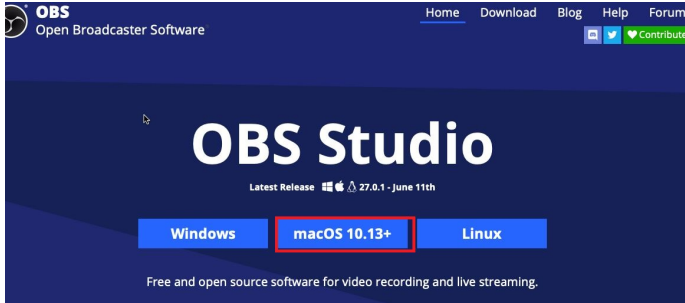 OBS
Open Broadcaster Software
Home Download Blog Help Forum
Contribute
OBS Studio
Latest Release 27.0.1 - June 11th
Windows macOS 10.13+ Linux
Free and open source software for video recording and live streaming.